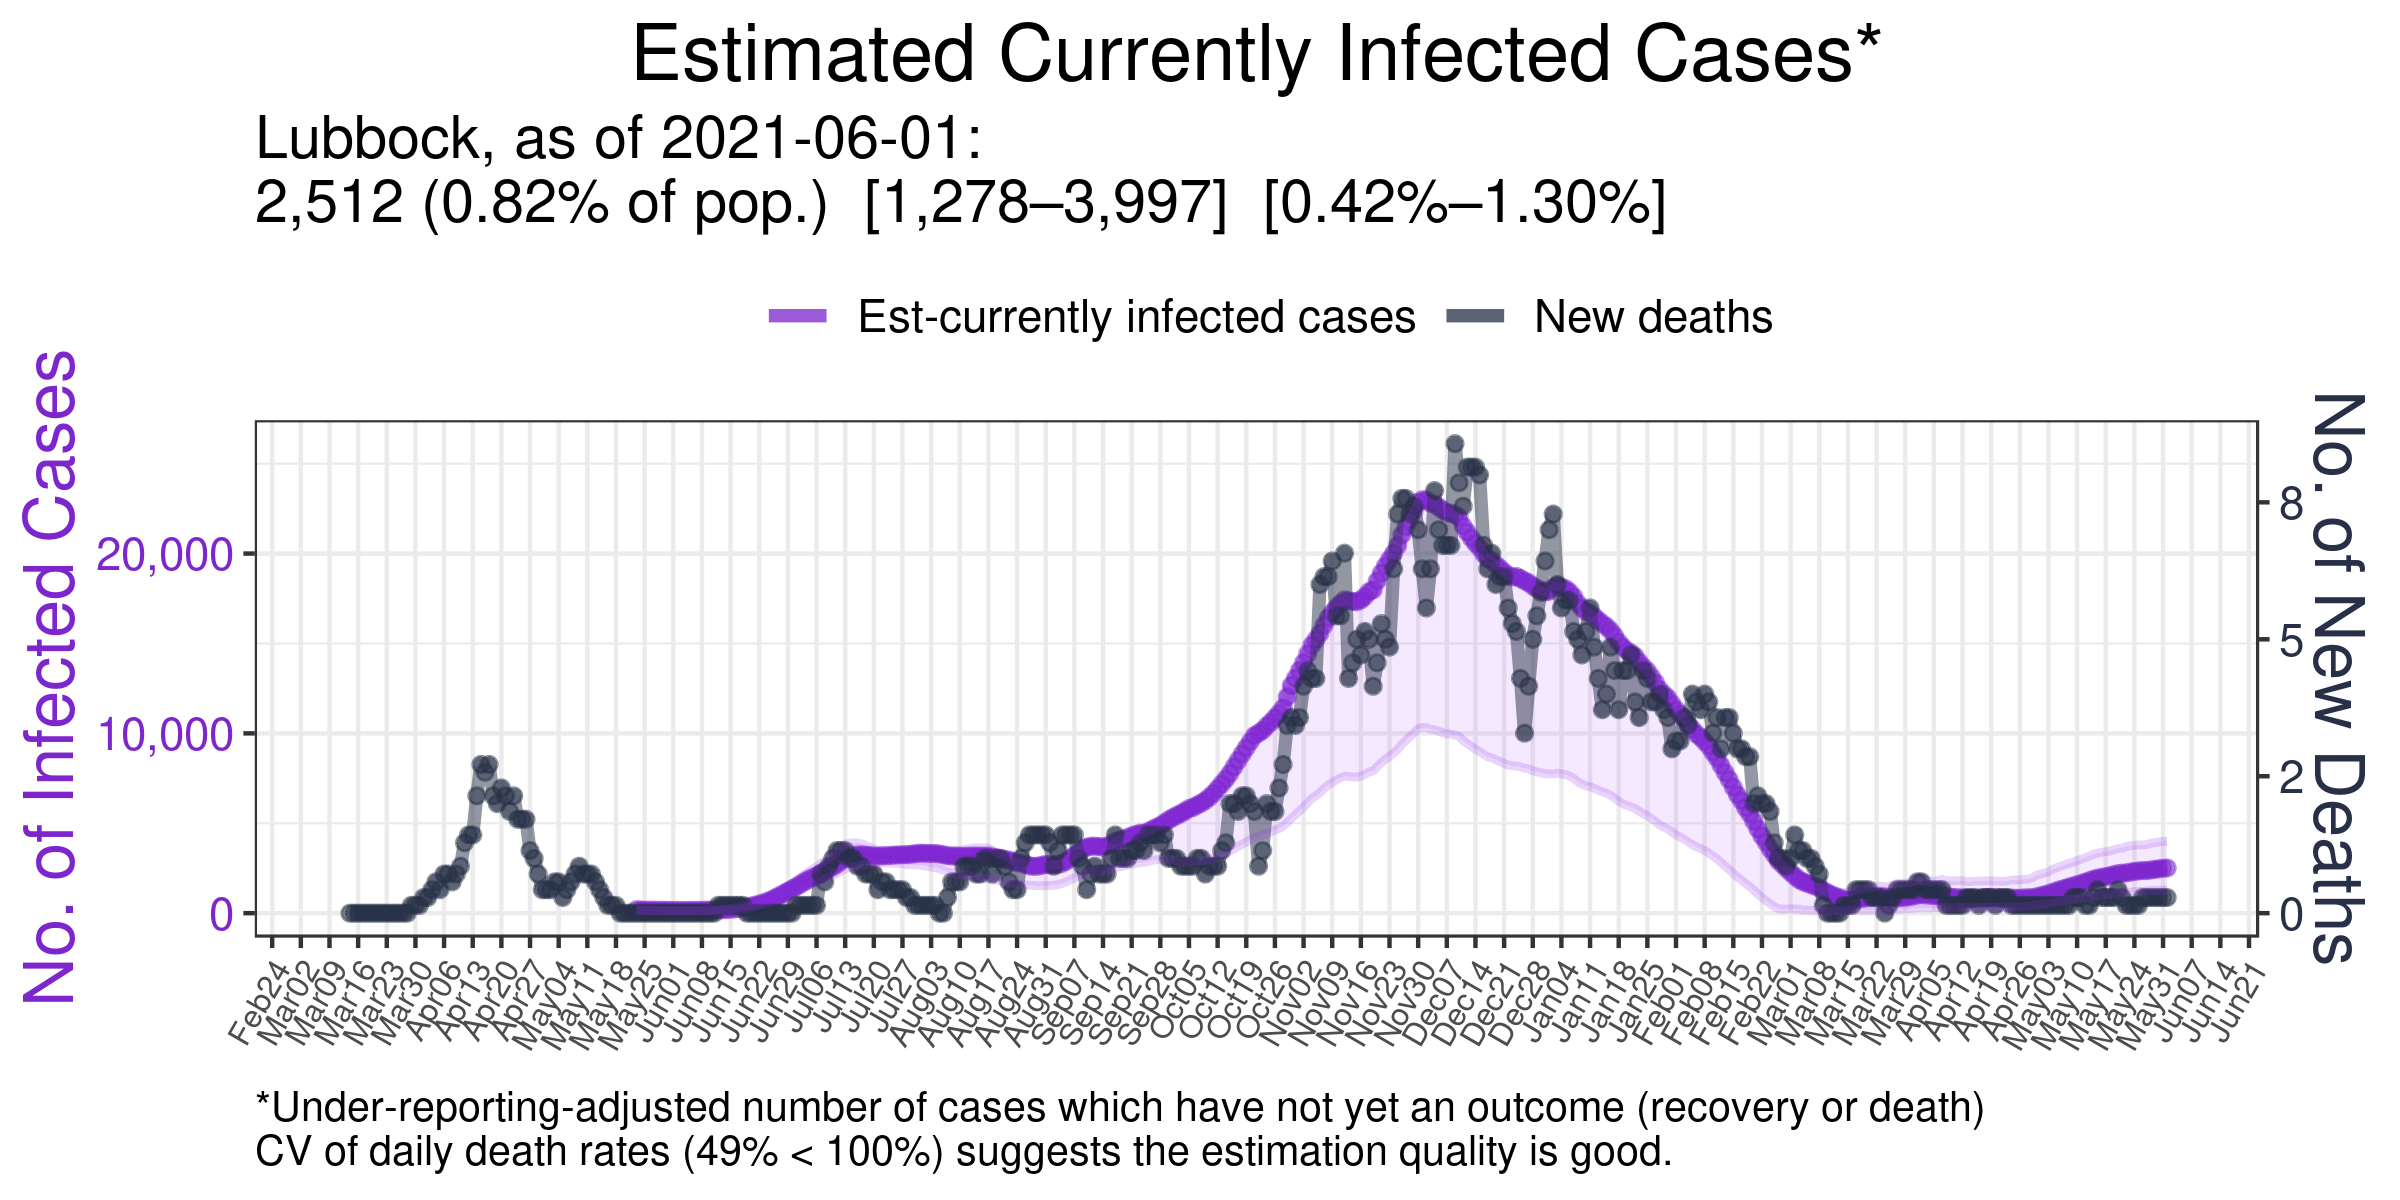 Estimated Currently Infected Cases*
Lubbock, as of 2021-06-01:
2,512 (0.82% of pop.)  [1,278–3,997]  [0.42%–1.30%]
Est-currently infected cases
New deaths
No. of Infected Cases
20,000
10,000
0
8
5
2
0
No. of New Deaths
Feb24
Mar02
Mar09
Mar16
Mar23
Mar30
Apr06
Apr13
Apr20
Apr27
May04
May11
May18
May25
Jun01
Jun08
Jun15
Jun22
Jun29
Jul06
Jul13
Jul20
Jul27
Aug03
Aug10
Aug17
Aug24
Aug31
Sep07
Sep14
Sep21
Sep28
Oct05
Oct12
Oct19
Oct26
Nov02
Nov09
Nov16
Nov23
Nov30
Dec07
Dec14
Dec21
Dec28
Jan04
Jan11
Jan18
Jan25
Feb01
Feb08
Feb15
Feb22
Mar01
Mar08
Mar15
Mar22
Mar29
Apr05
Apr12
Apr19
Apr26
May03
May10
May17
May24
May31
Jun07
Jun14
Jun21
*Under-reporting-adjusted number of cases which have not yet an outcome (recovery or death)
CV of daily death rates (49% < 100%) suggests the estimation quality is good.